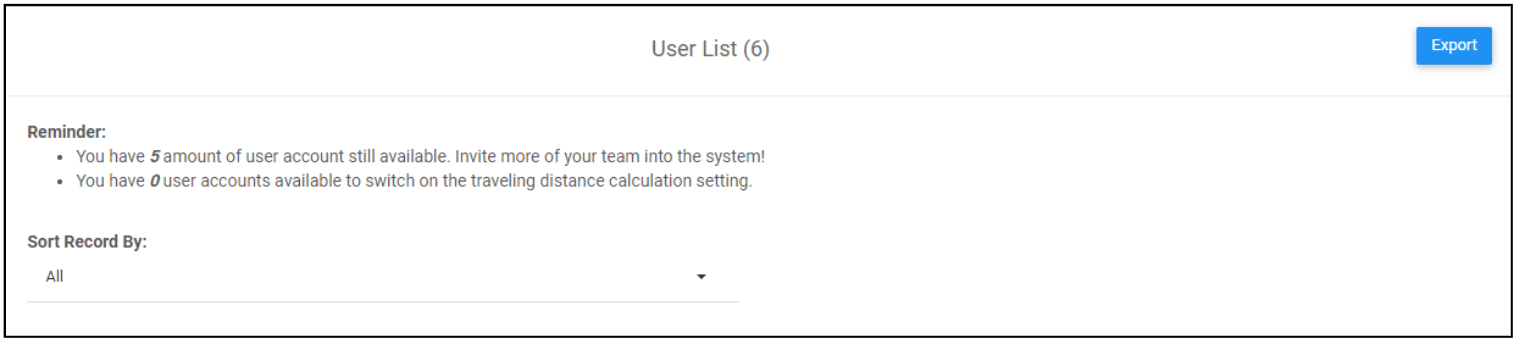 User List (6)
Export
Reminder:
• You have 5 amount of user account still available. Invite more of your team into the system!
• You have 0 user accounts available to switch on the traveling distance calculation setting.
Sort Record By:
All